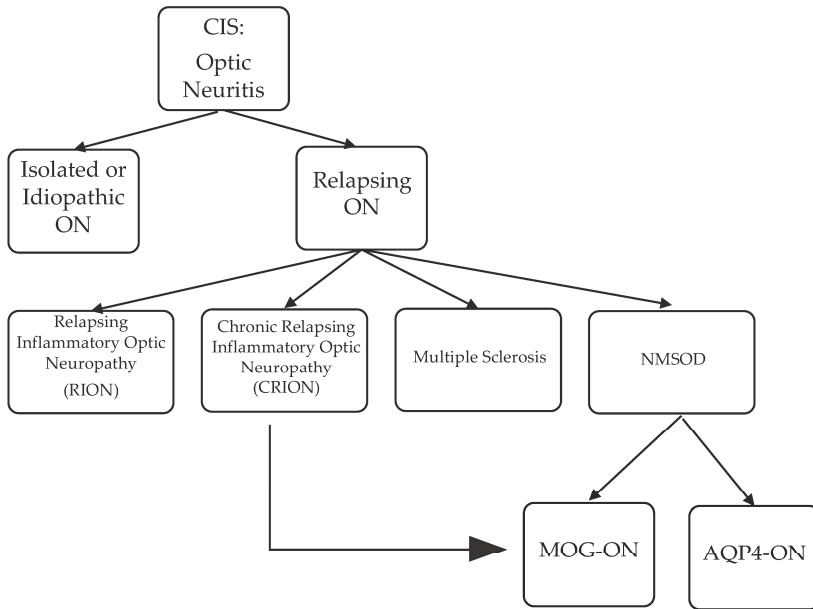 CIS:
Optic
Neuritis
Isolated or
Idiopathic
ON
Relapsing
ON
Relapsing
Inflammatory Optic
Neuropathy
(RION)
Chronic Relapsing
Inflammatory Optic
Neuropathy
(CRION)
Multiple Sclerosis
NMSOD
MOG-ON
AQP4-ON